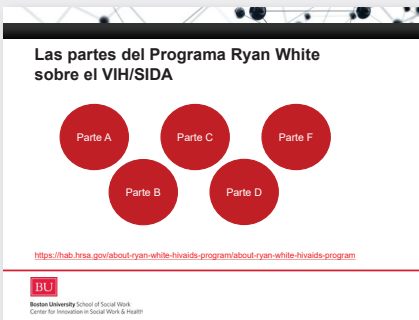 Las partes del Programa Ryan White
sobre el VIH/SIDA
Parte A
Parte C
Parte F
Parte B
Parte D
https://hab.hrsa.gov/about-ryan-white-hivaids-program/about-ryan-white-hivaids-program
BU
Boston University School of Social Work
Center for Innovation in Social Work & Health